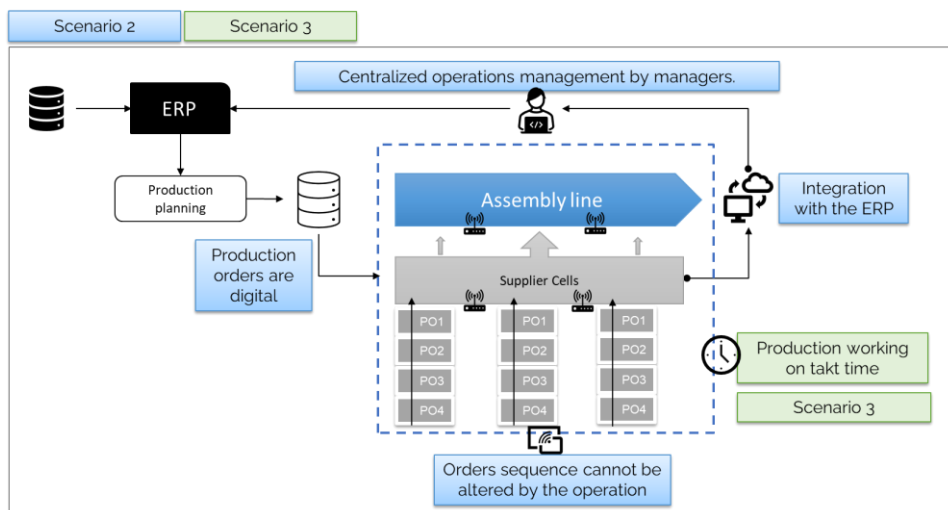 Scenario 2
Scenario 3
Centralized operations management by managers.
ERP
</>
Production
planning
Assembly line
Integration
with the ERP
Production
orders are
digital
Supplier Cells
PO1
PO1
PO1
PO2
PO2
PO2
PO3
PO3
PO3
PO4
PO4
PO4
Production working
on takt time
Scenario 3
Orders sequence cannot be
altered by the operation